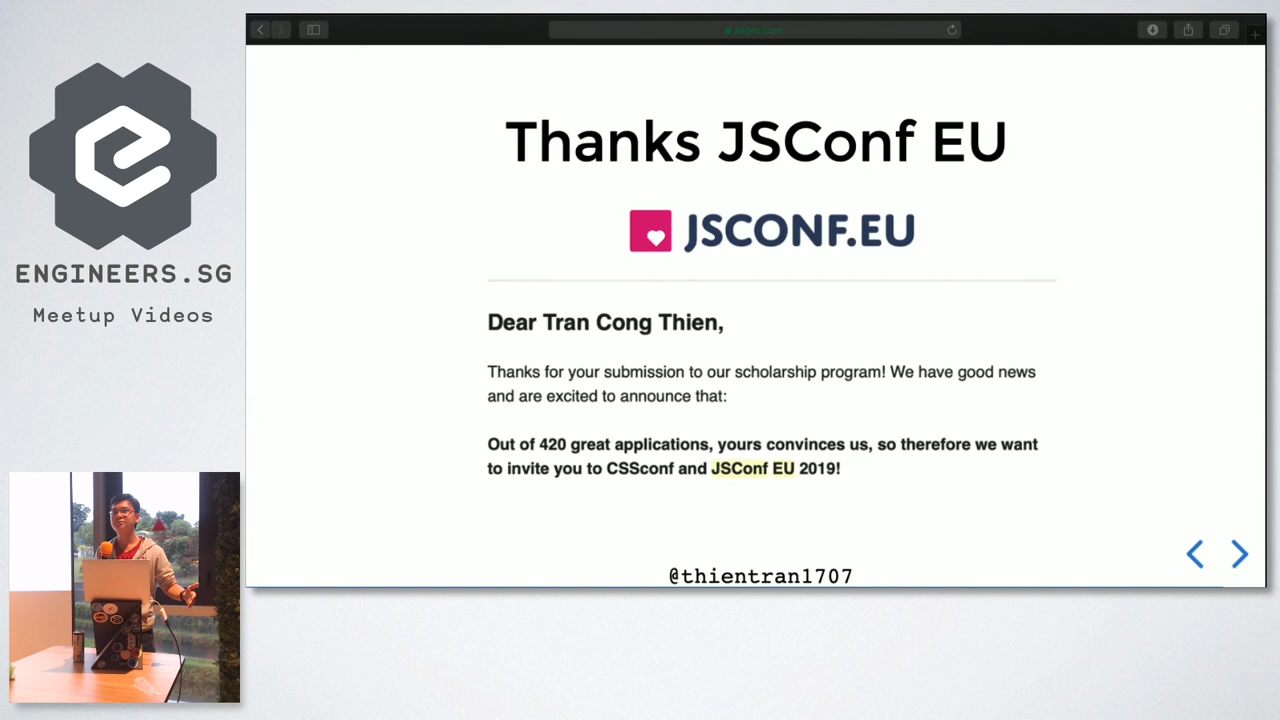 slides.com
Thanks JSConf EU
JSCONF.EU
ENGINEERS.SG
Meetup Videos
Dear Tran Cong Thien,
Thanks for your submission to our scholarship program! We have good news
and are excited to announce that:
Out of 420 great applications, yours convinces us, so therefore we want
to invite you to CSSconf and JSConf EU 2019!
@thientran1707